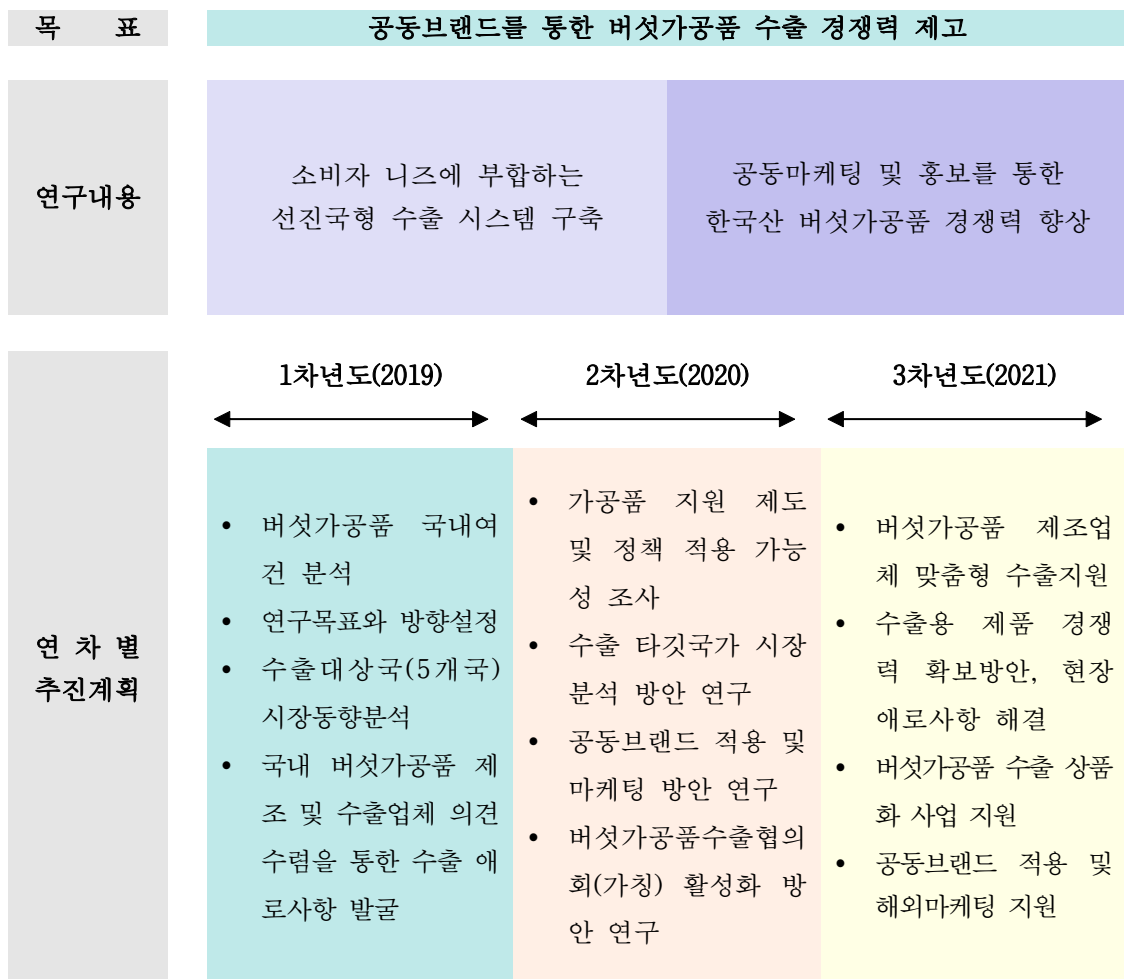 목 표
공동브랜드를 통한 버섯가공품 수출 경쟁력 제고
연구내용
소비자 니즈에 부합하는
선진국형 수출 시스템 구축
공동마케팅 및 홍보를 통한
한국산 버섯가공품 경쟁력 향상
연 차 별
추진계획
1차년도(2019)
• 버섯가공품 국내여
건 분석
• 연구목표와 방향설정
• 수출대상국(5개국)
시장동향분석
• 국내 버섯가공품 제
조 및 수출업체 의견
수렴을 통한 수출 애
로사항 발굴
2차년도(2020)
• 가공품 지원 제도
및 정책 적용 가능
성 조사
• 수출 타깃국가 시장
분석 방안 연구
• 공동브랜드 적용 및
마케팅 방안 연구
• 버섯가공품수출협의
회(가칭) 활성화 방
안 연구
3차년도(2021)
• 버섯가공품 제조업
체 맞춤형 수출지원
• 수출용 제품 경쟁
력 확보방안, 현장
애로사항 해결
• 버섯가공품 수출 상품
화 사업 지원
• 공동브랜드 적용 및
해외마케팅 지원